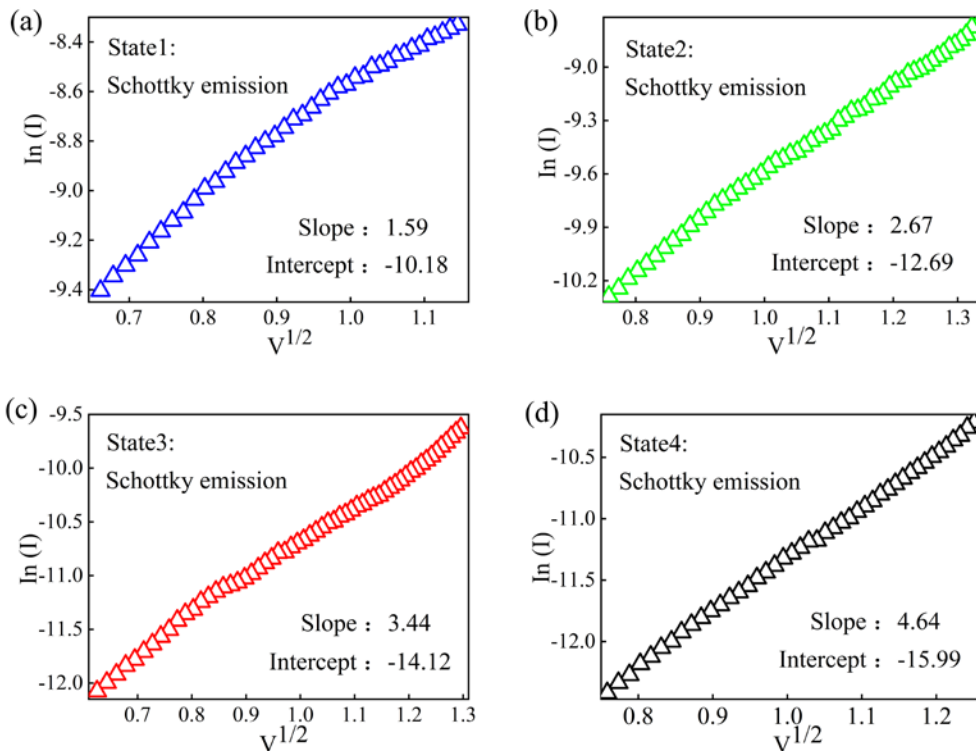 (a)
State1:
Schottky emission
Slope： 1.59
Intercept：-10.18
In (I)
-8.4
-8.6
-8.8
-9.0
-9.2
-9.4
0.7 0.8 0.9 1.0 1.1
V1/2
(b)
State2:
Schottky emission
Slope： 2.67
Intercept：-12.69
In (I)
-9.0
-9.3
-9.6
-9.9
-10.2
0.8 0.9 1.0 1.1 1.2 1.3
V1/2
(c)
State3:
Schottky emission
Slope： 3.44
Intercept：-14.12
In (I)
-9.5
-10.0
-10.5
-11.0
-11.5
-12.0
0.7 0.8 0.9 1.0 1.1 1.2 1.3
V1/2
(d)
State4:
Schottky emission
Slope： 4.64
Intercept：-15.99
In (I)
-10.5
-11.0
-11.5
-12.0
0.8 0.9 1.0 1.1 1.2
V1/2